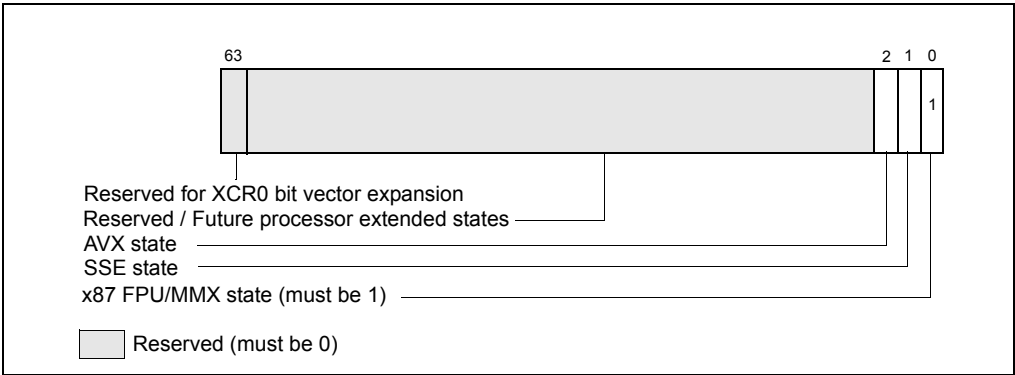 63
2 1 0
1
Reserved for XCR0 bit vector expansion
Reserved / Future processor extended states
AVX state
SSE state
x87 FPU/MMX state (must be 1)
Reserved (must be 0)